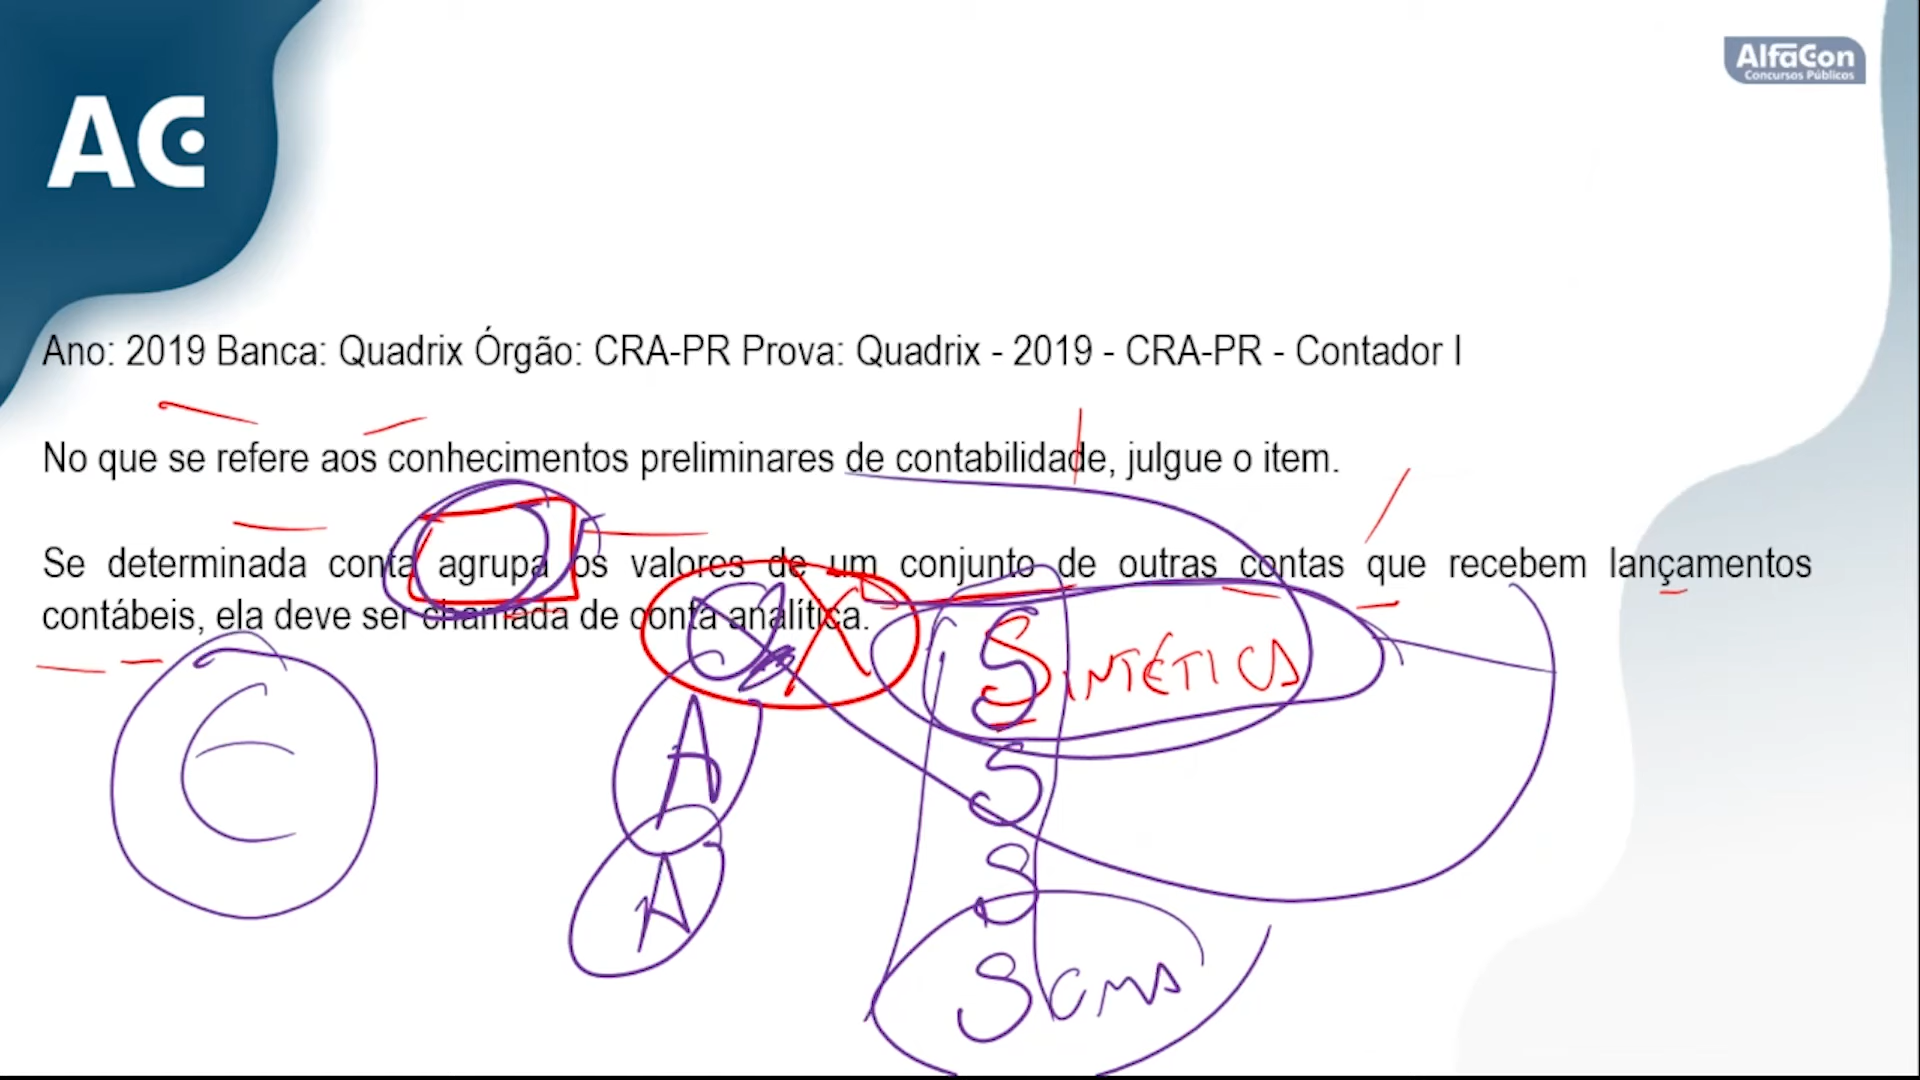 AC
AlfaCon
Concursos Públicos
Ano: 2019 Banca: Quadrix Órgão: CRA-PR Prova: Quadrix - 2019 - CRA-PR - Contador I
No que se refere aos conhecimentos preliminares de contabilidade, julgue o item.
Se determinada conta agrupa os valores de um conjunto de outras contas que recebem lançamentos
contábeis, ela deve ser chamada de conta analítica.
SINTÉTICA
A
S
A
S
SOMA